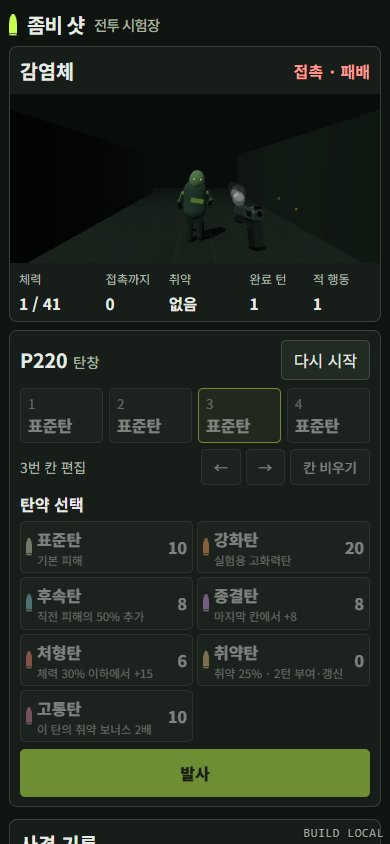 좀비 샷 전투 시험장
감염체 접촉 · 패배
체력 접촉까지 취약 완료 턴 적 행동
1 / 41 0 없음 1 1
P220 탄창 다시 시작
1 2 3 4
표준탄 표준탄 표준탄 표준탄
3번 칸 편집 ← → 칸 비우기
탄약 선택
표준탄 10 강화탄 20
기본 피해 실험용 고화력탄
후속탄 8 종결탄 8
직전 피해의 50% 추가 마지막 칸에서 +8
처형탄 6 취약탄 0
체력 30% 이하에서 +15 취약 25% · 2턴 부여·갱신
고통탄 10
이 탄의 취약 보너스 2배
발사
BUILD LOCAL
사격 기록